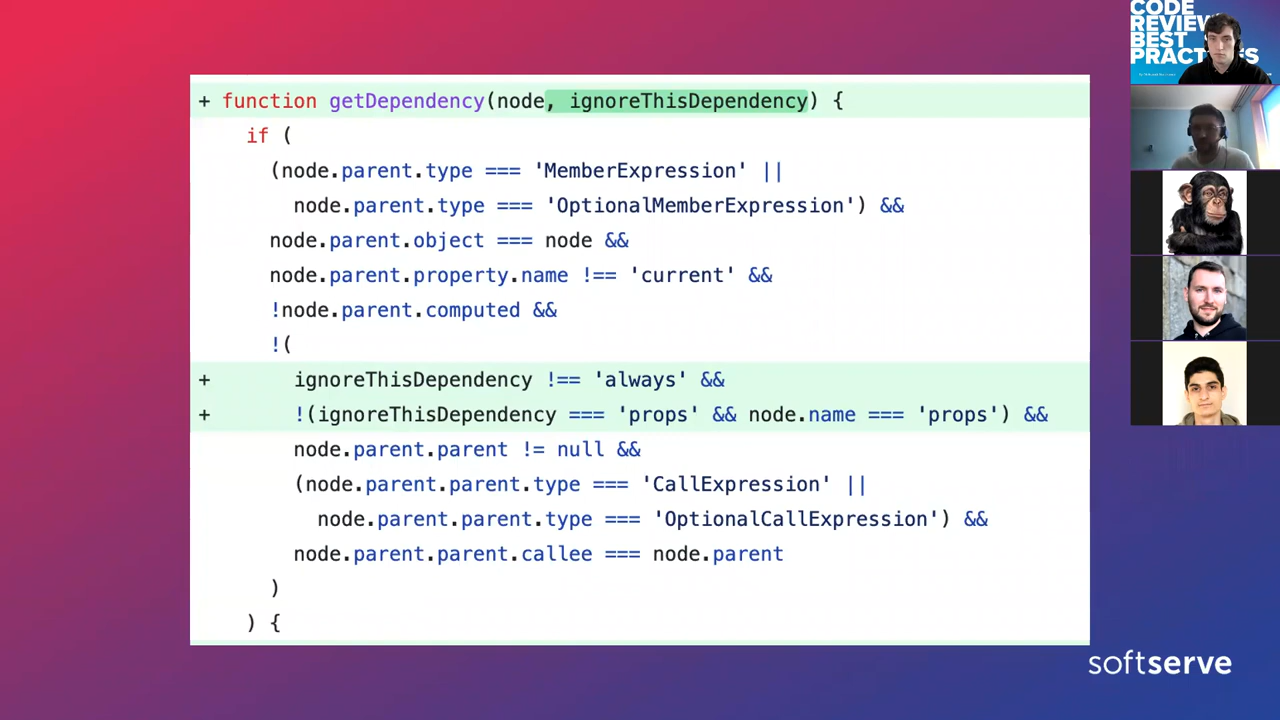 + function getDependency(node, ignoreThisDependency) {
if (
(node.parent.type === 'MemberExpression' ||
node.parent.type === 'OptionalMemberExpression') &&
node.parent.object === node &&
node.parent.property.name !== 'current' &&
!node.parent.computed &&
!(
+ ignoreThisDependency !== 'always' &&
+ !(ignoreThisDependency === 'props' && node.name === 'props') &&
node.parent.parent != null &&
(node.parent.parent.type === 'CallExpression' ||
node.parent.parent.type === 'OptionalCallExpression') &&
node.parent.parent.callee === node.parent
)
) {
softserve
CODE
REVIEW
BEST